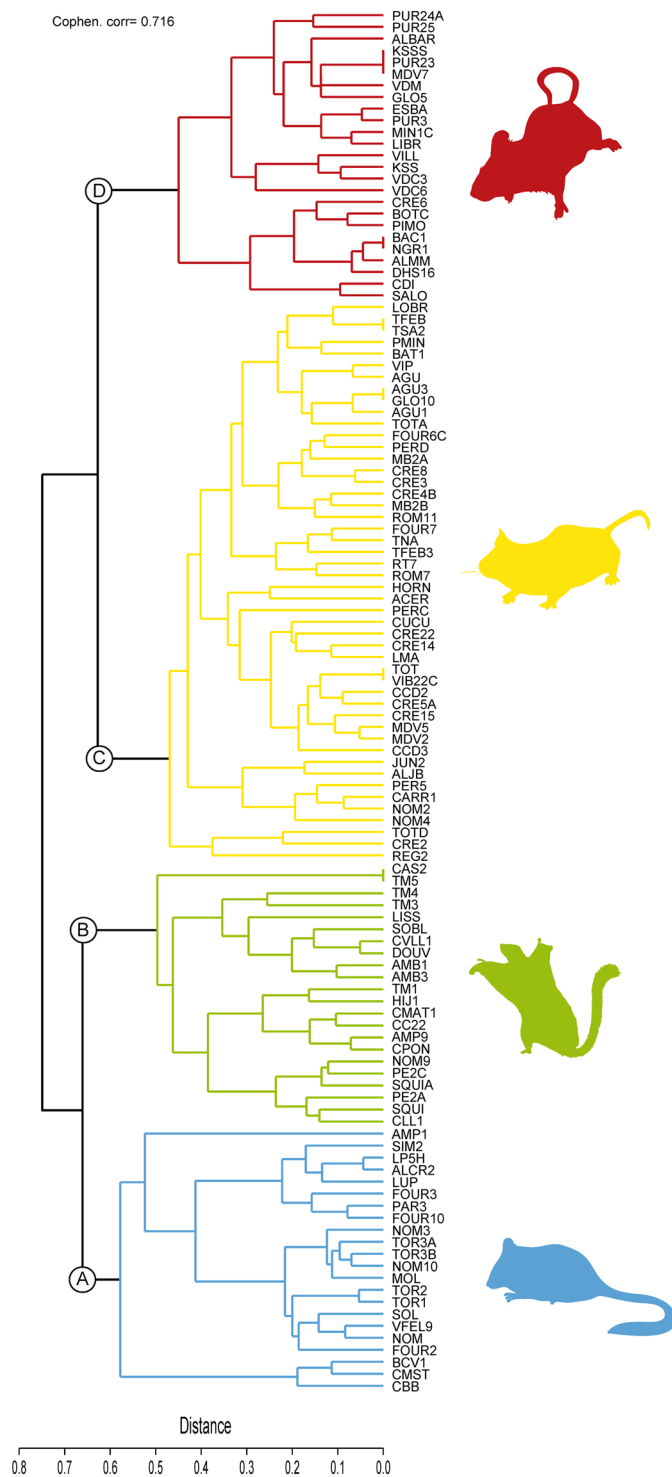 Cophen. corr= 0.716
PUR24A
PUR25
ALBAR
KSSS
PUR23
MDV7
VDM
GLO5
ESBA
PUR3
MIN1C
LIBR
VILL
KSS
VDC3
VDC6
D
CRE6
BOTC
PIMO
BAC1
NGR1
ALMM
DHS16
CDI
SALO
LOBR
TFEB
TSA2
PMIN
BAT1
VIP
AGU
AGU3
GLO10
AGU1
TOTA
FOUR6C
PERD
MB2A
CRE8
CRE3
CRE4B
MB2B
ROM11
FOUR7
TNA
TFEB3
RT7
ROM7
HORN
ACER
PERC
CUCU
CRE22
CRE14
LMA
TOT
VIB22C
CCD2
CRE5A
CRE15
MDV5
MDV2
CCD3
C
JUN2
ALJB
PER5
CARR1
NOM2
NOM4
TOTD
CRE2
REG2
CAS2
TM5
TM4
TM3
LISS
SOBL
B
CVLL1
DOUV
AMB1
AMB3
TM1
HIJ1
CMAT1
CC22
AMP9
CPON
NOM9
PE2C
SQUIA
PE2A
SQUI
CLL1
AMP1
SIM2
LP5H
ALCR2
LUP
FOUR3
PAR3
FOUR10
NOM3
TOR3A
TOR3B
NOM10
MOL
A
TOR2
TOR1
SOL
VFEL9
NOM
FOUR2
BCV1
CMST
CBB
Distance
0.8 0.7 0.6 0.5 0.4 0.3 0.2 0.1 0.0